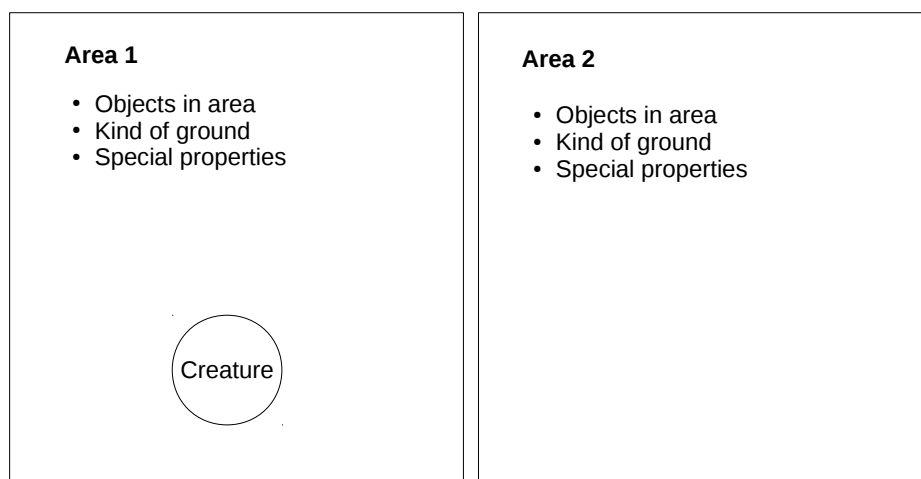 Area 1
• Objects in area
• Kind of ground
• Special properties
Creature
Area 2
• Objects in area
• Kind of ground
• Special properties